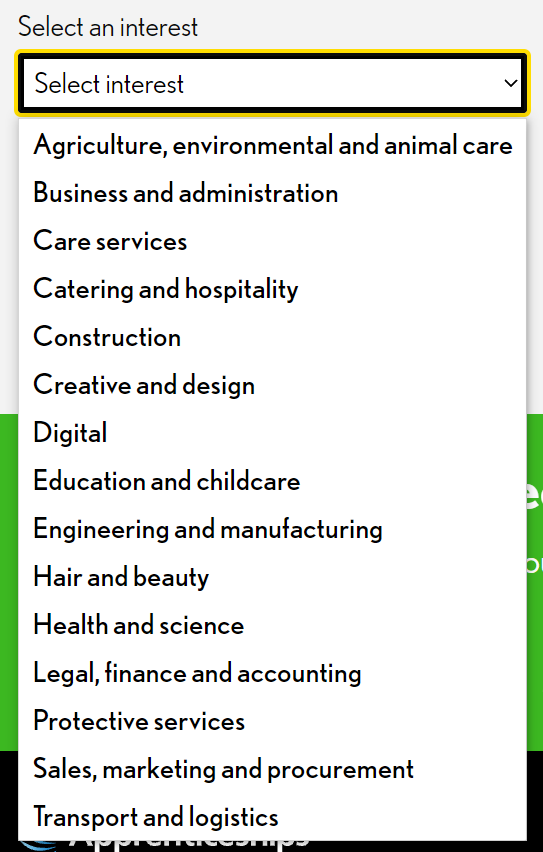 Select an interest
Select interest
Agriculture, environmental and animal care
Business and administration
Care services
Catering and hospitality
Construction
Creative and design
Digital
Education and childcare
Engineering and manufacturing
Hair and beauty
Health and science
Legal, finance and accounting
Protective services
Sales, marketing and procurement
Transport and logistics